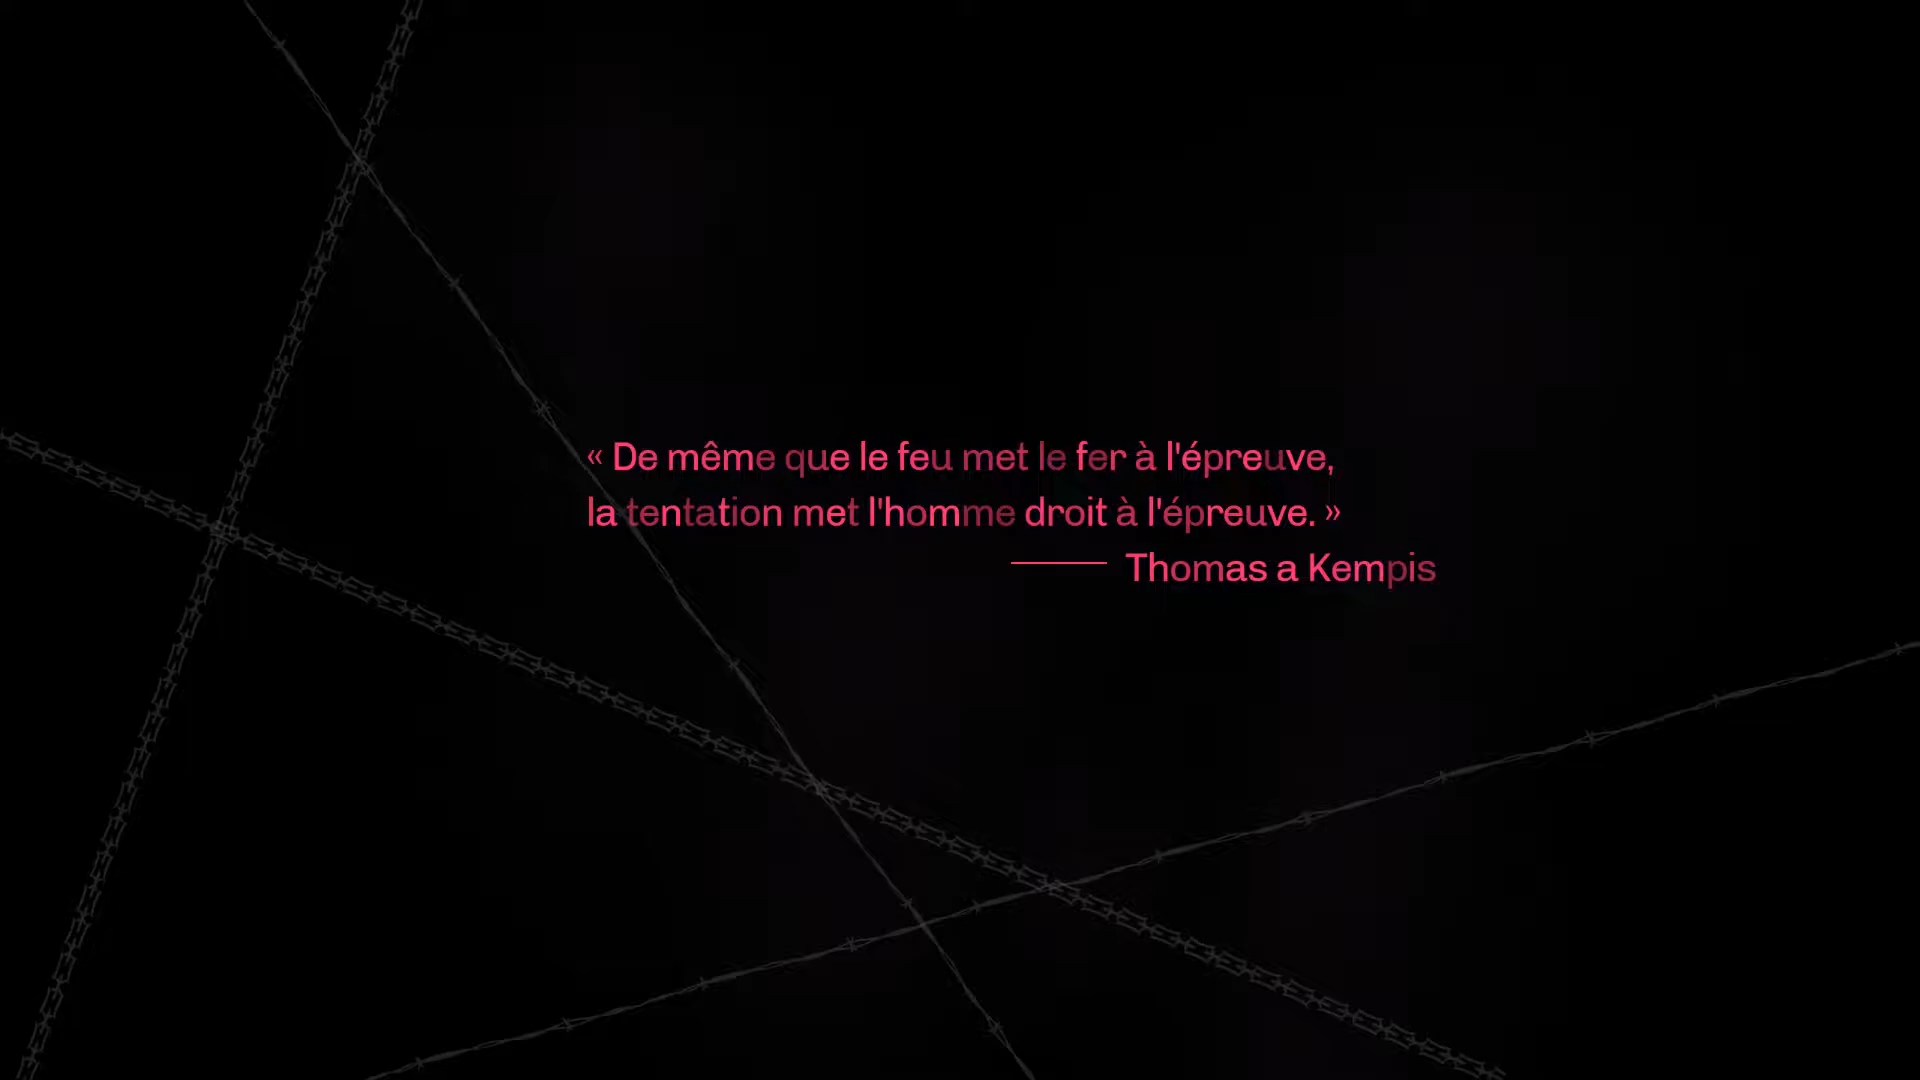 « De même que le feu met le fer à l'épreuve,
la tentation met l'homme droit à l'épreuve. »
Thomas a Kempis